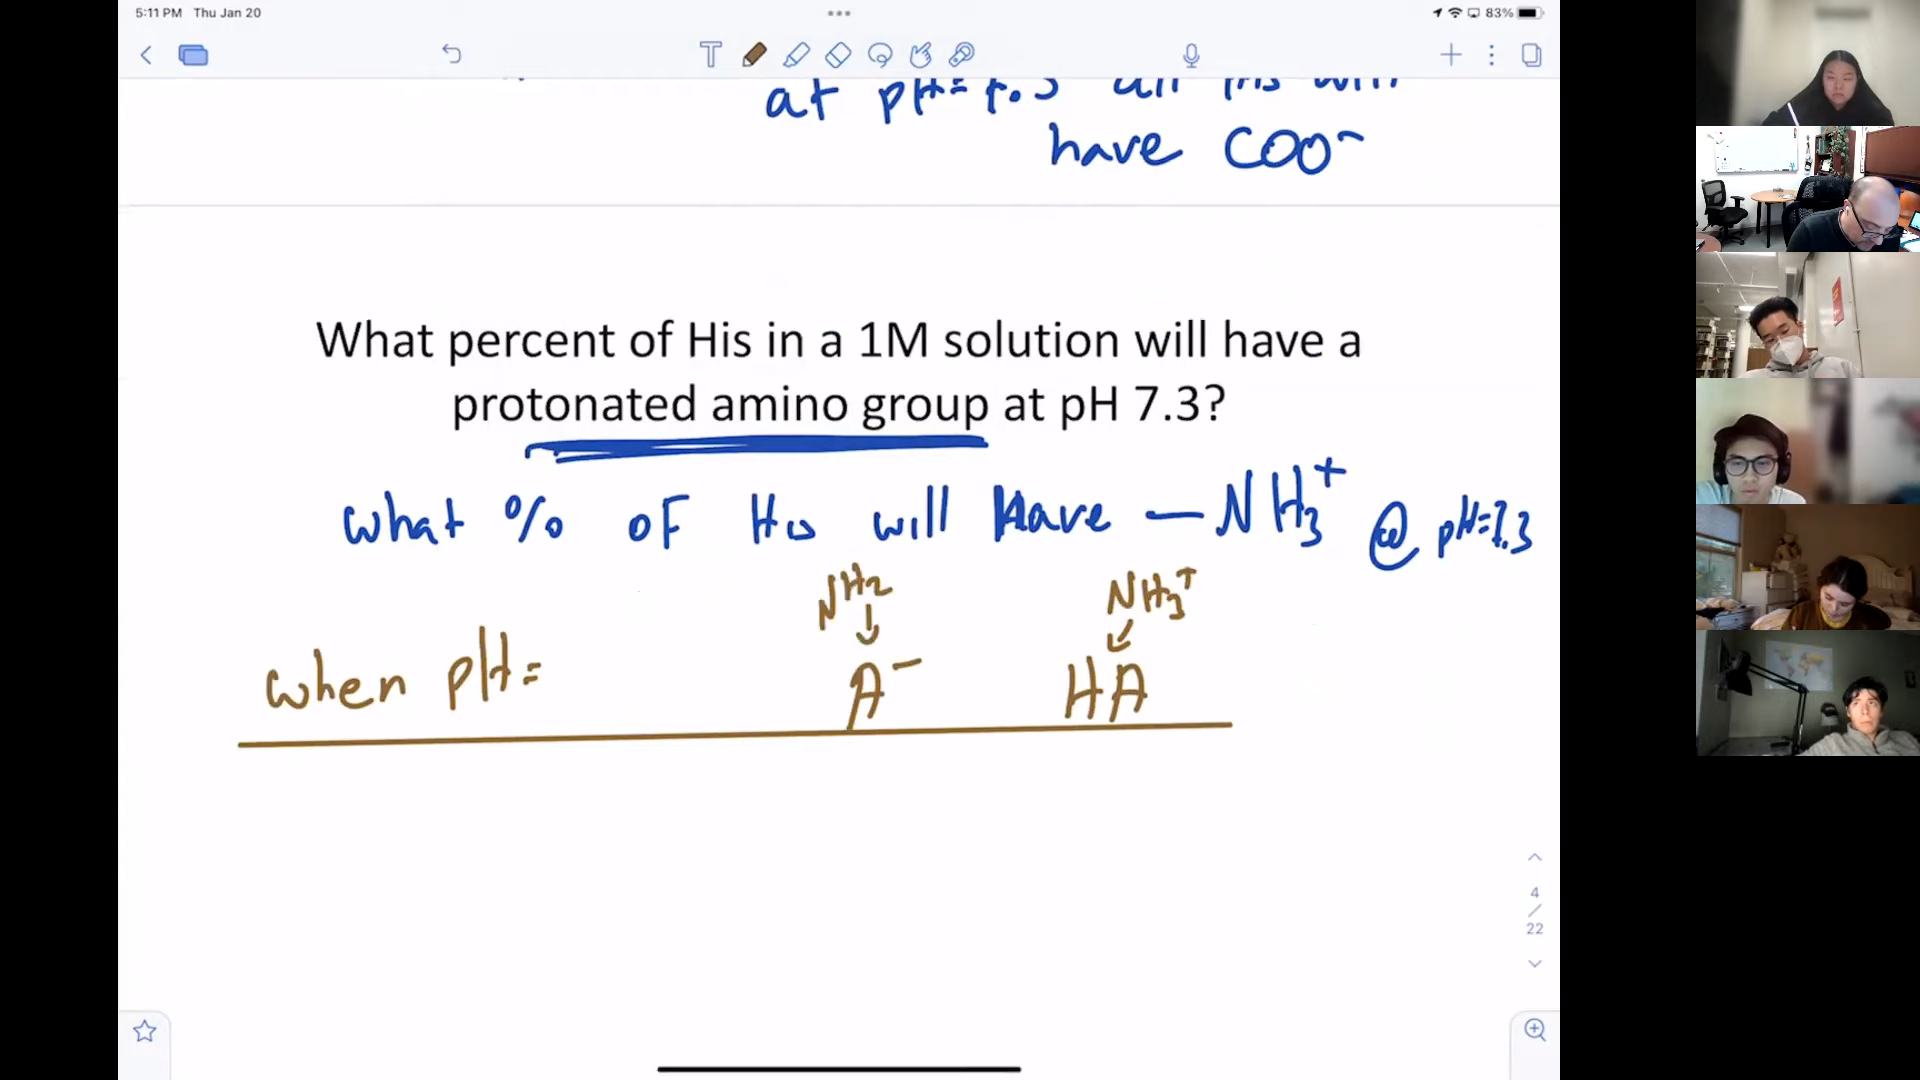 5:11 PM Thu Jan 20
83%
at pH=
have COO⁻
What percent of His in a 1M solution will have a
protonated amino group at pH 7.3?
what % of His will Have —NH₃⁺ @ pH=7.3
NH₂ NH₃⁺
when pH= A⁻ HA
4
/
22